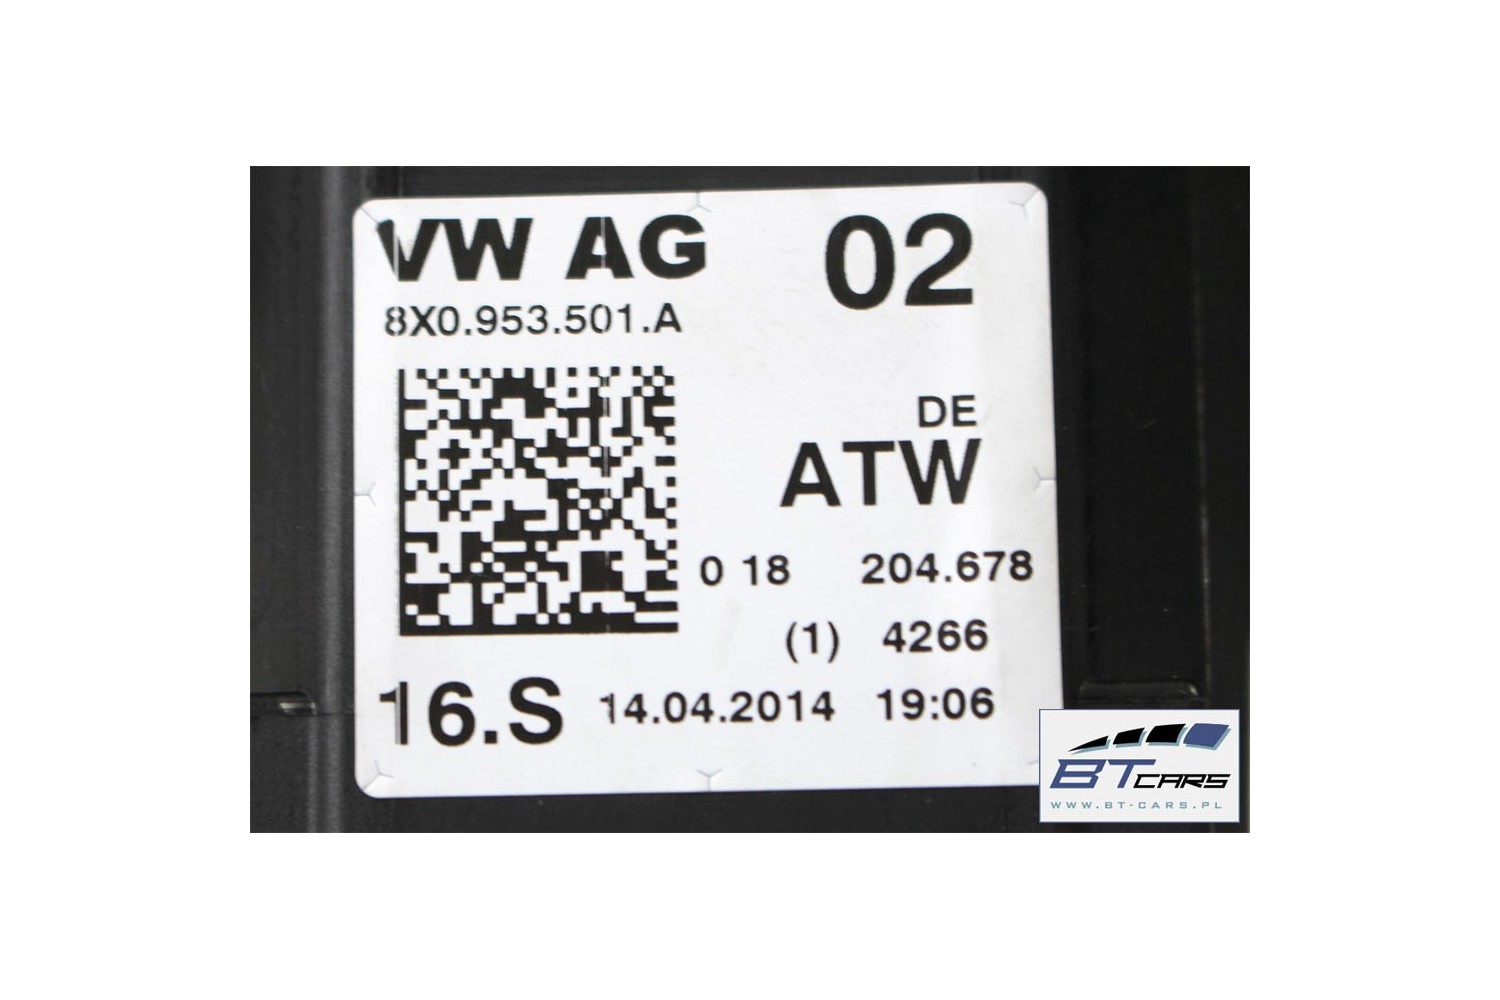 VW AG 02
8X0.953.501.A
DE
ATW
0 18 204.678
(1) 4266
16.S 14.04.2014 19:06
BTCARS
WWW.BT-CARS.PL